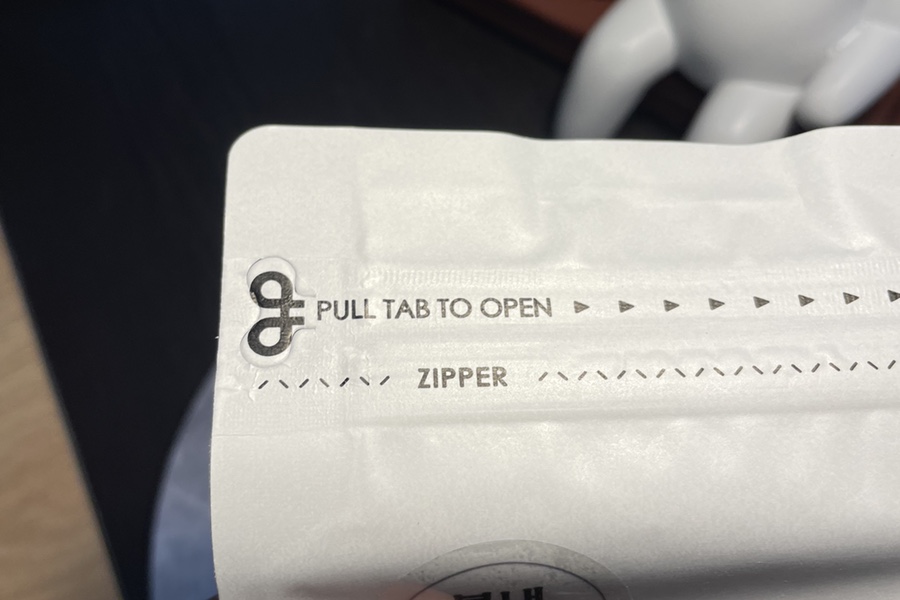 PULL TAB TO OPEN
ZIPPER